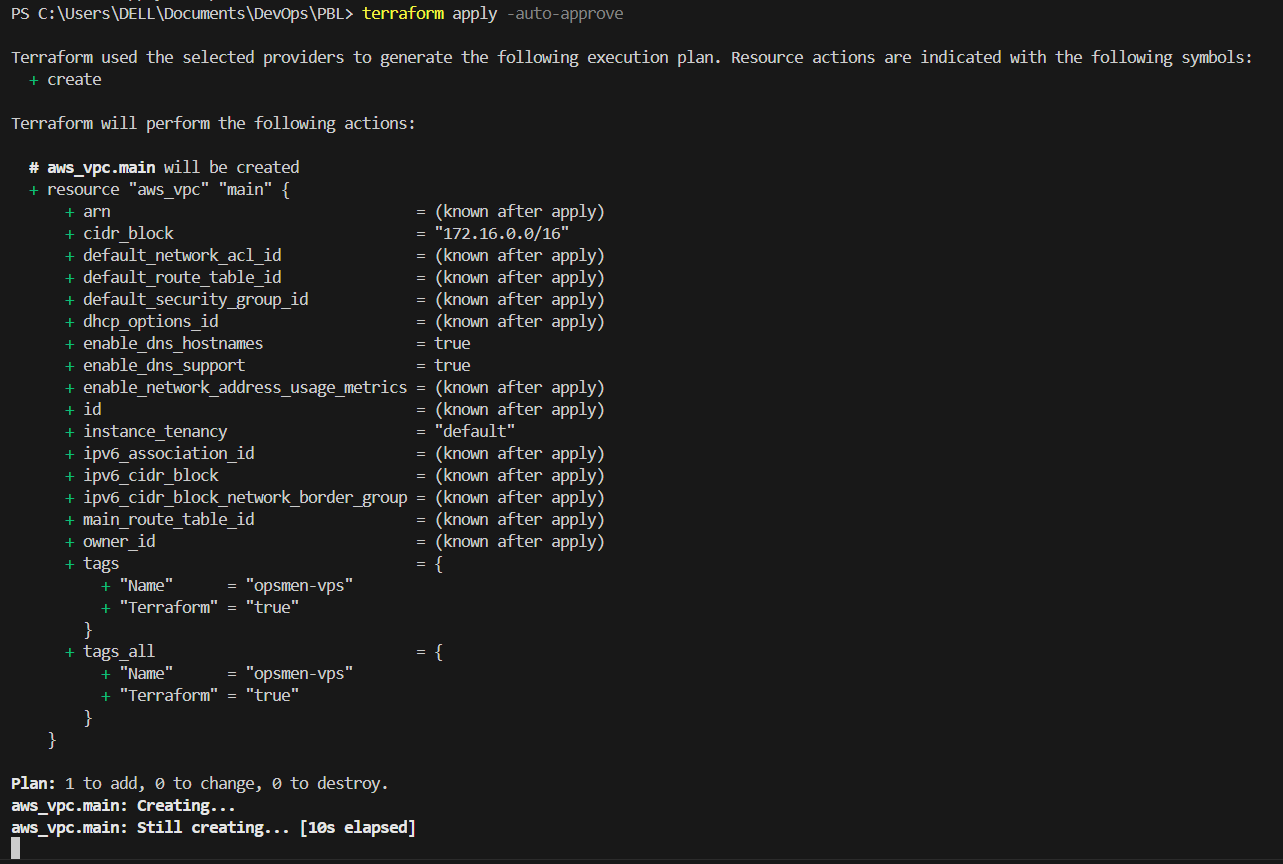 PS C:\Users\DELL\Documents\DevOps\PBL> terraform apply -auto-approve
Terraform used the selected providers to generate the following execution plan. Resource actions are indicated with the following symbols:
  + create
Terraform will perform the following actions:
  # aws_vpc.main will be created
  + resource "aws_vpc" "main" {
      + arn                                  = (known after apply)
      + cidr_block                           = "172.16.0.0/16"
      + default_network_acl_id               = (known after apply)
      + default_route_table_id               = (known after apply)
      + default_security_group_id            = (known after apply)
      + dhcp_options_id                      = (known after apply)
      + enable_dns_hostnames                 = true
      + enable_dns_support                   = true
      + enable_network_address_usage_metrics = (known after apply)
      + id                                   = (known after apply)
      + instance_tenancy                     = "default"
      + ipv6_association_id                  = (known after apply)
      + ipv6_cidr_block                      = (known after apply)
      + ipv6_cidr_block_network_border_group = (known after apply)
      + main_route_table_id                  = (known after apply)
      + owner_id                             = (known after apply)
      + tags                                 = {
          + "Name"      = "opsmen-vps"
          + "Terraform" = "true"
        }
      + tags_all                             = {
          + "Name"      = "opsmen-vps"
          + "Terraform" = "true"
        }
    }
Plan: 1 to add, 0 to change, 0 to destroy.
aws_vpc.main: Creating...
aws_vpc.main: Still creating... [10s elapsed]